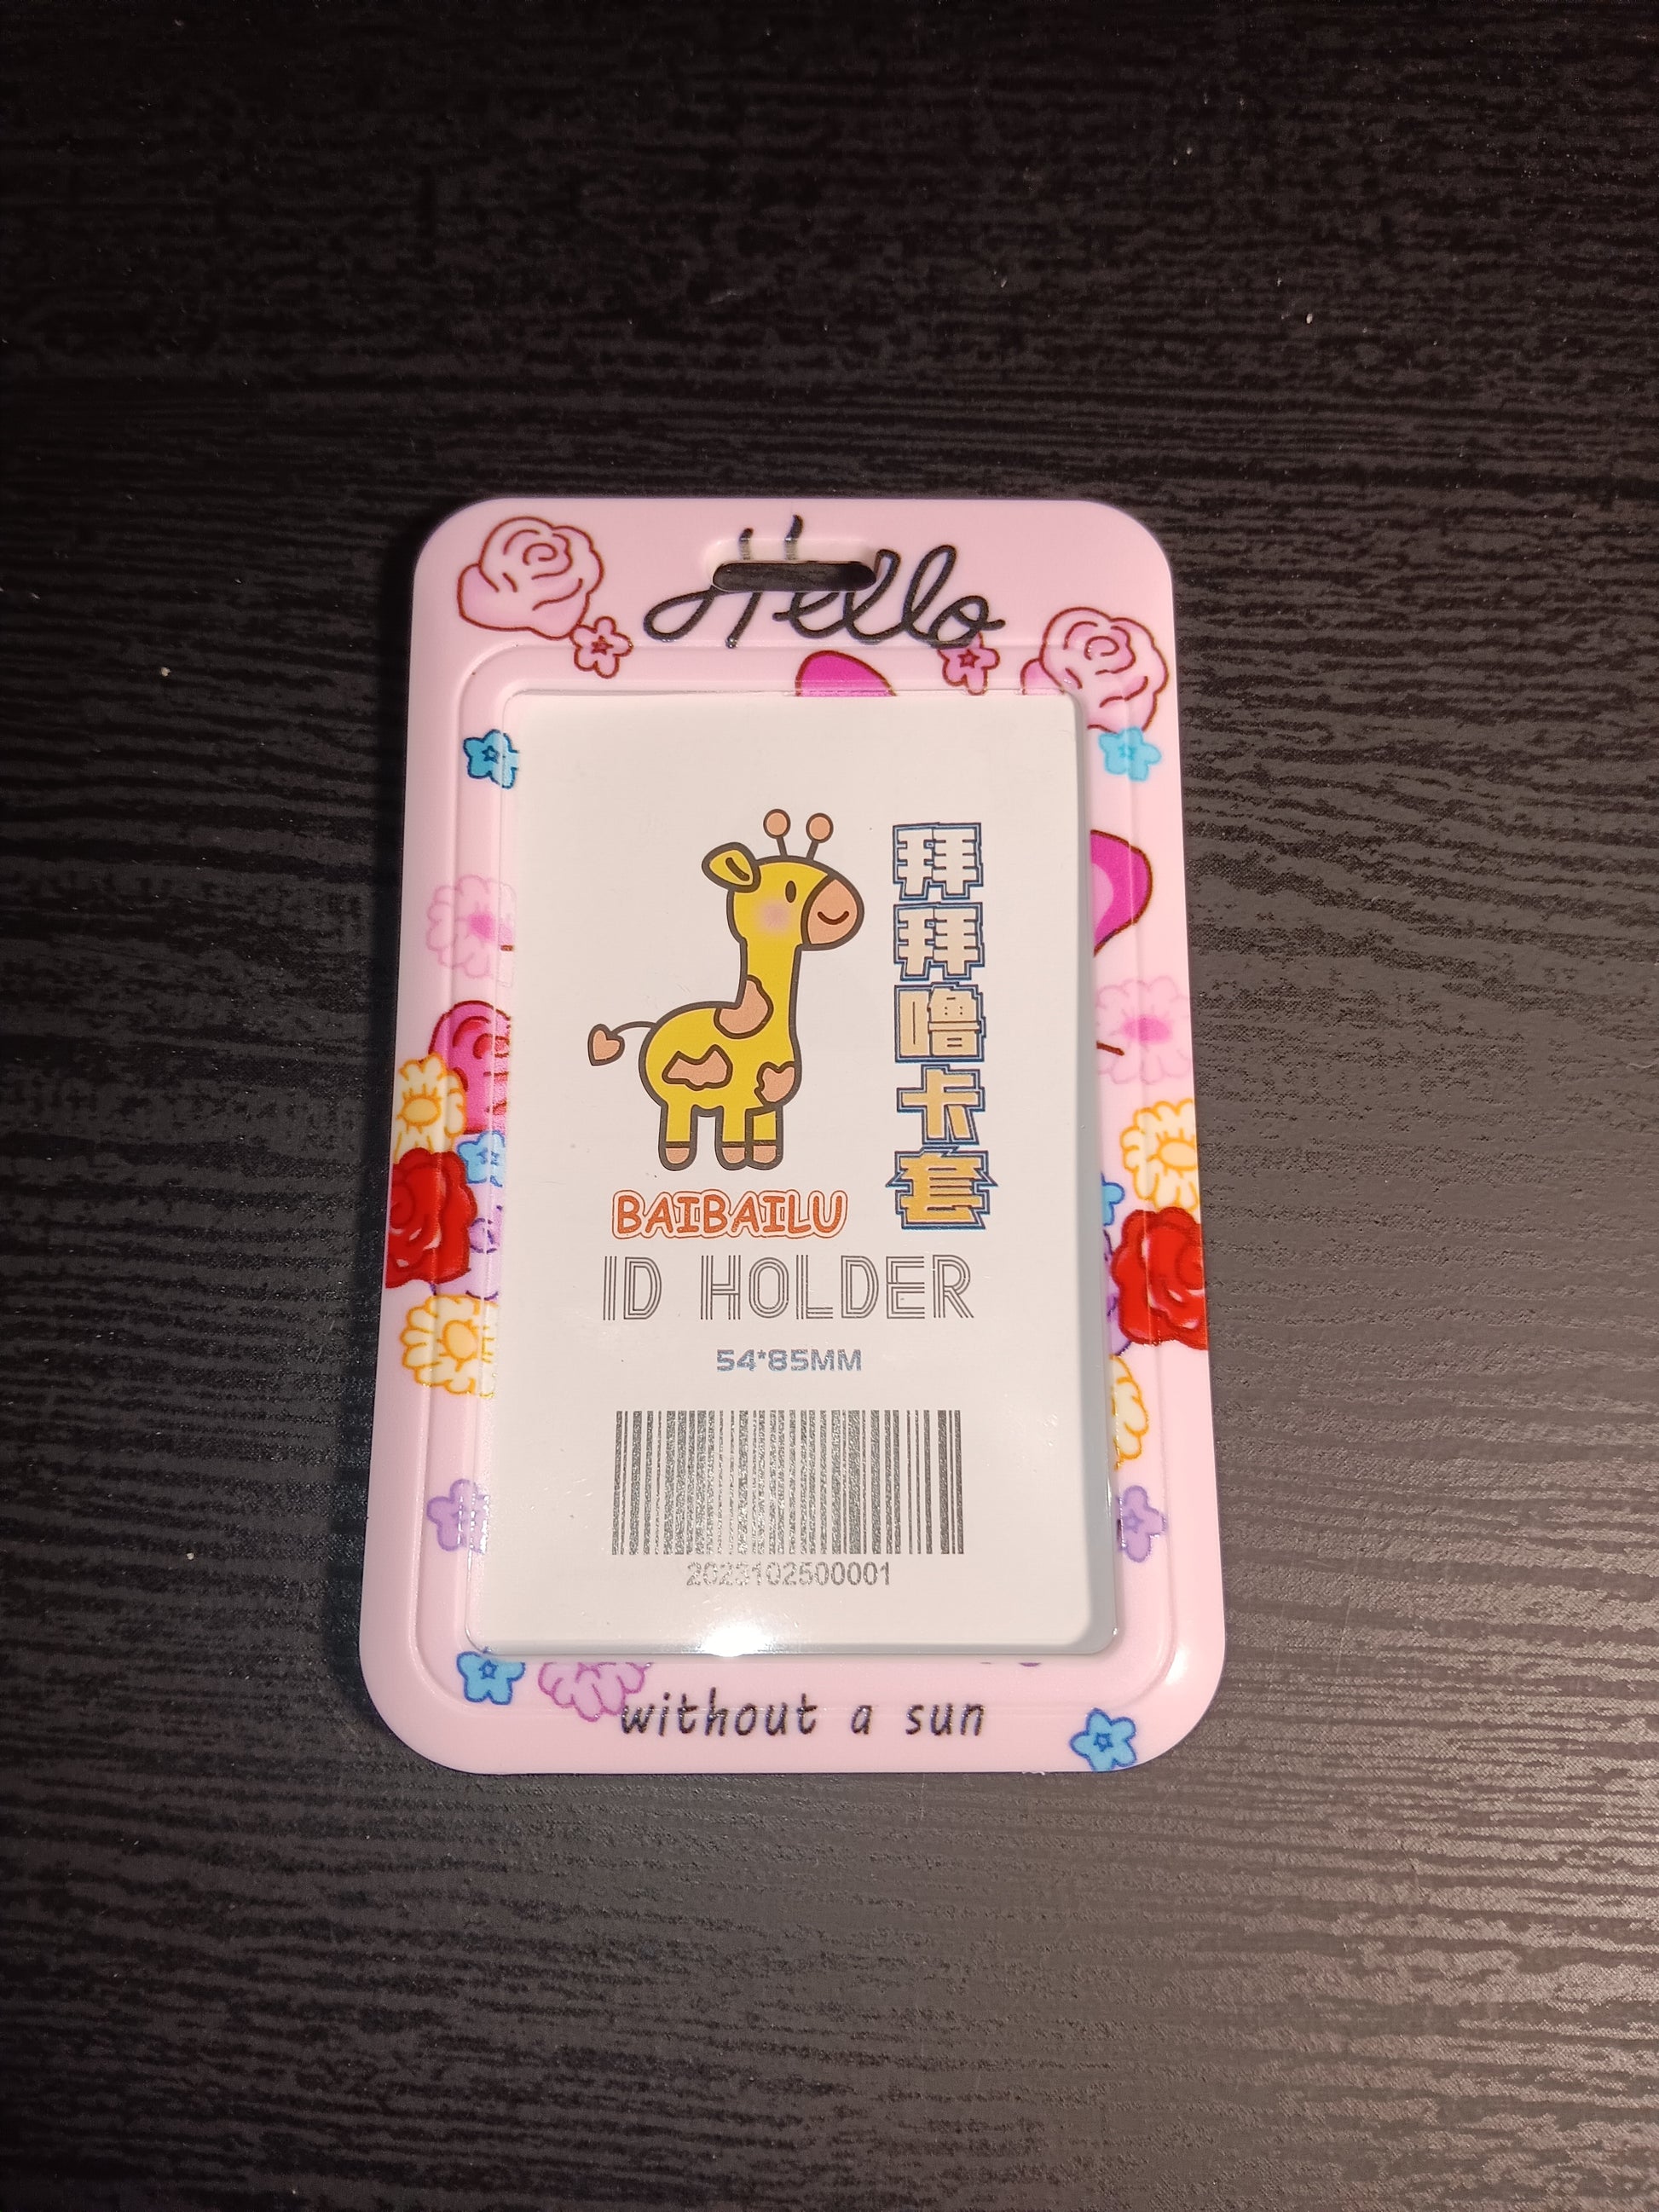 Hello
拜拜噜卡套
BAIBAILU
ID HOLDER
54*85MM
2023102500001
without a sun